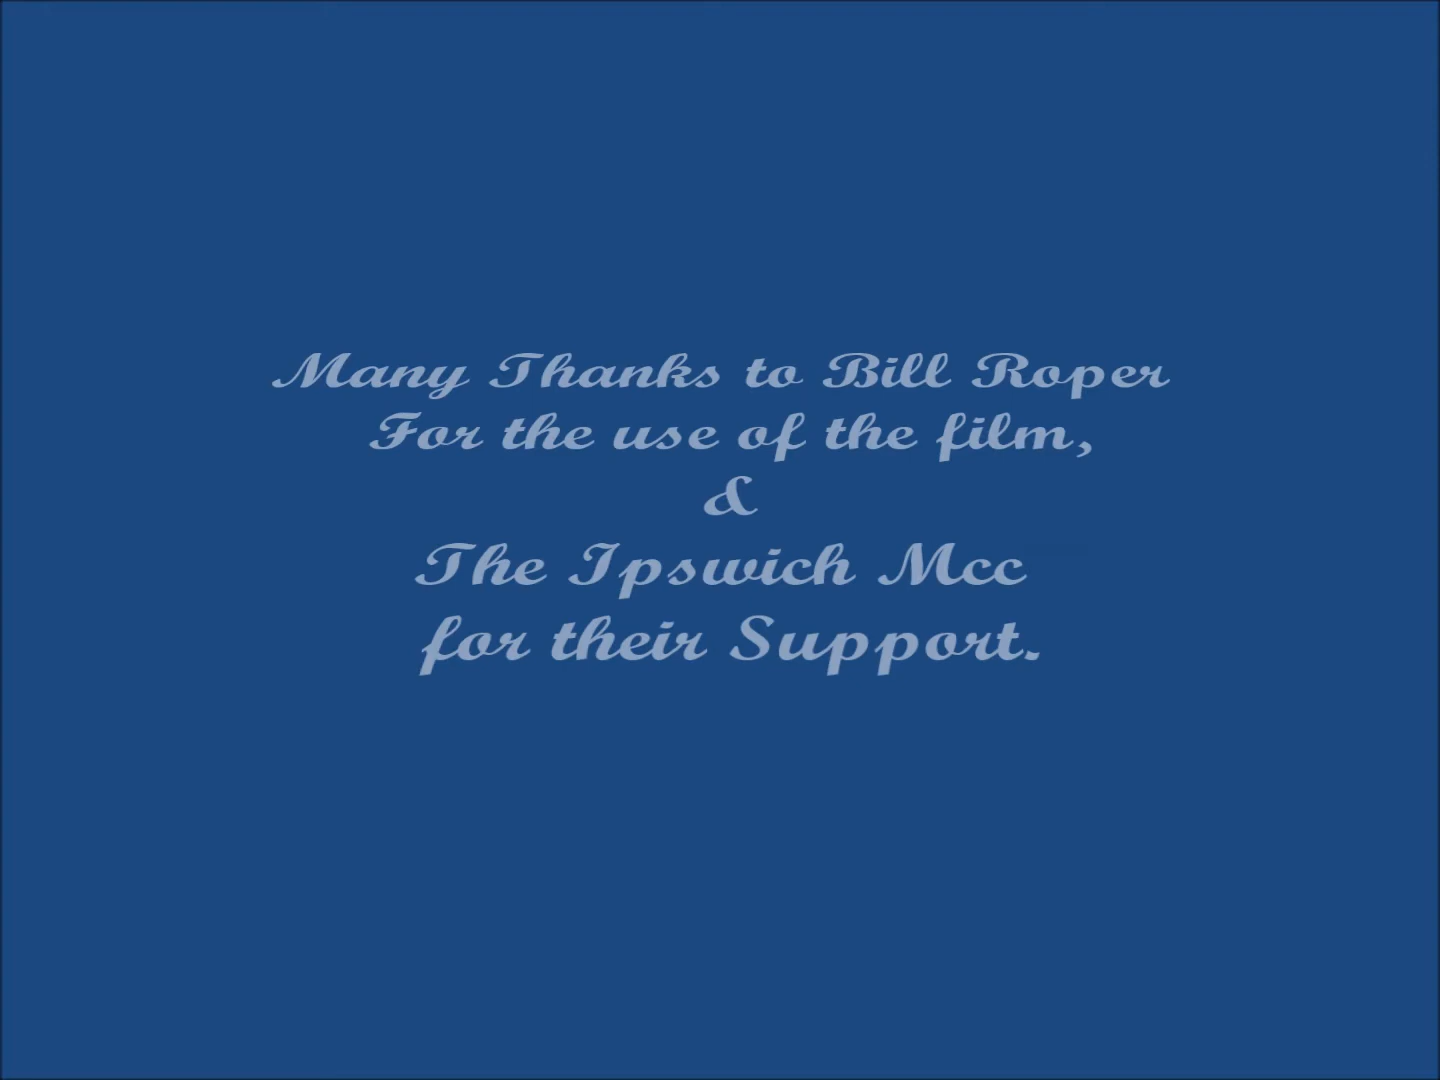 Many Thanks to Bill Roper
For the use of the film,
&
The Ipswich Mcc
for their Support.